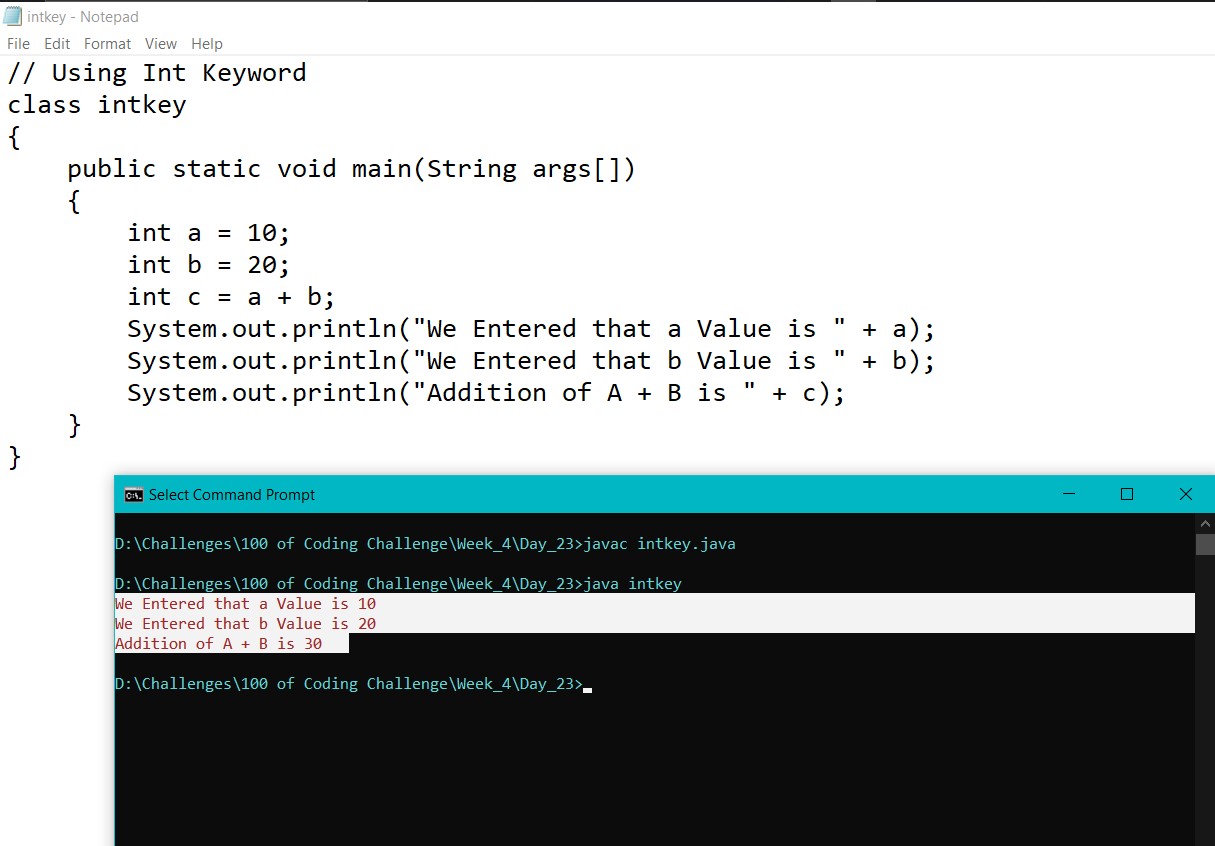 intkey - Notepad
File Edit Format View Help
// Using Int Keyword
class intkey
{
    public static void main(String args[])
    {
        int a = 10;
        int b = 20;
        int c = a + b;
        System.out.println("We Entered that a Value is " + a);
        System.out.println("We Entered that b Value is " + b);
        System.out.println("Addition of A + B is " + c);
    }
}
C:\.
Select Command Prompt
D:\Challenges\100 of Coding Challenge\Week_4\Day_23>javac intkey.java
D:\Challenges\100 of Coding Challenge\Week_4\Day_23>java intkey
We Entered that a Value is 10
We Entered that b Value is 20
Addition of A + B is 30
D:\Challenges\100 of Coding Challenge\Week_4\Day_23>